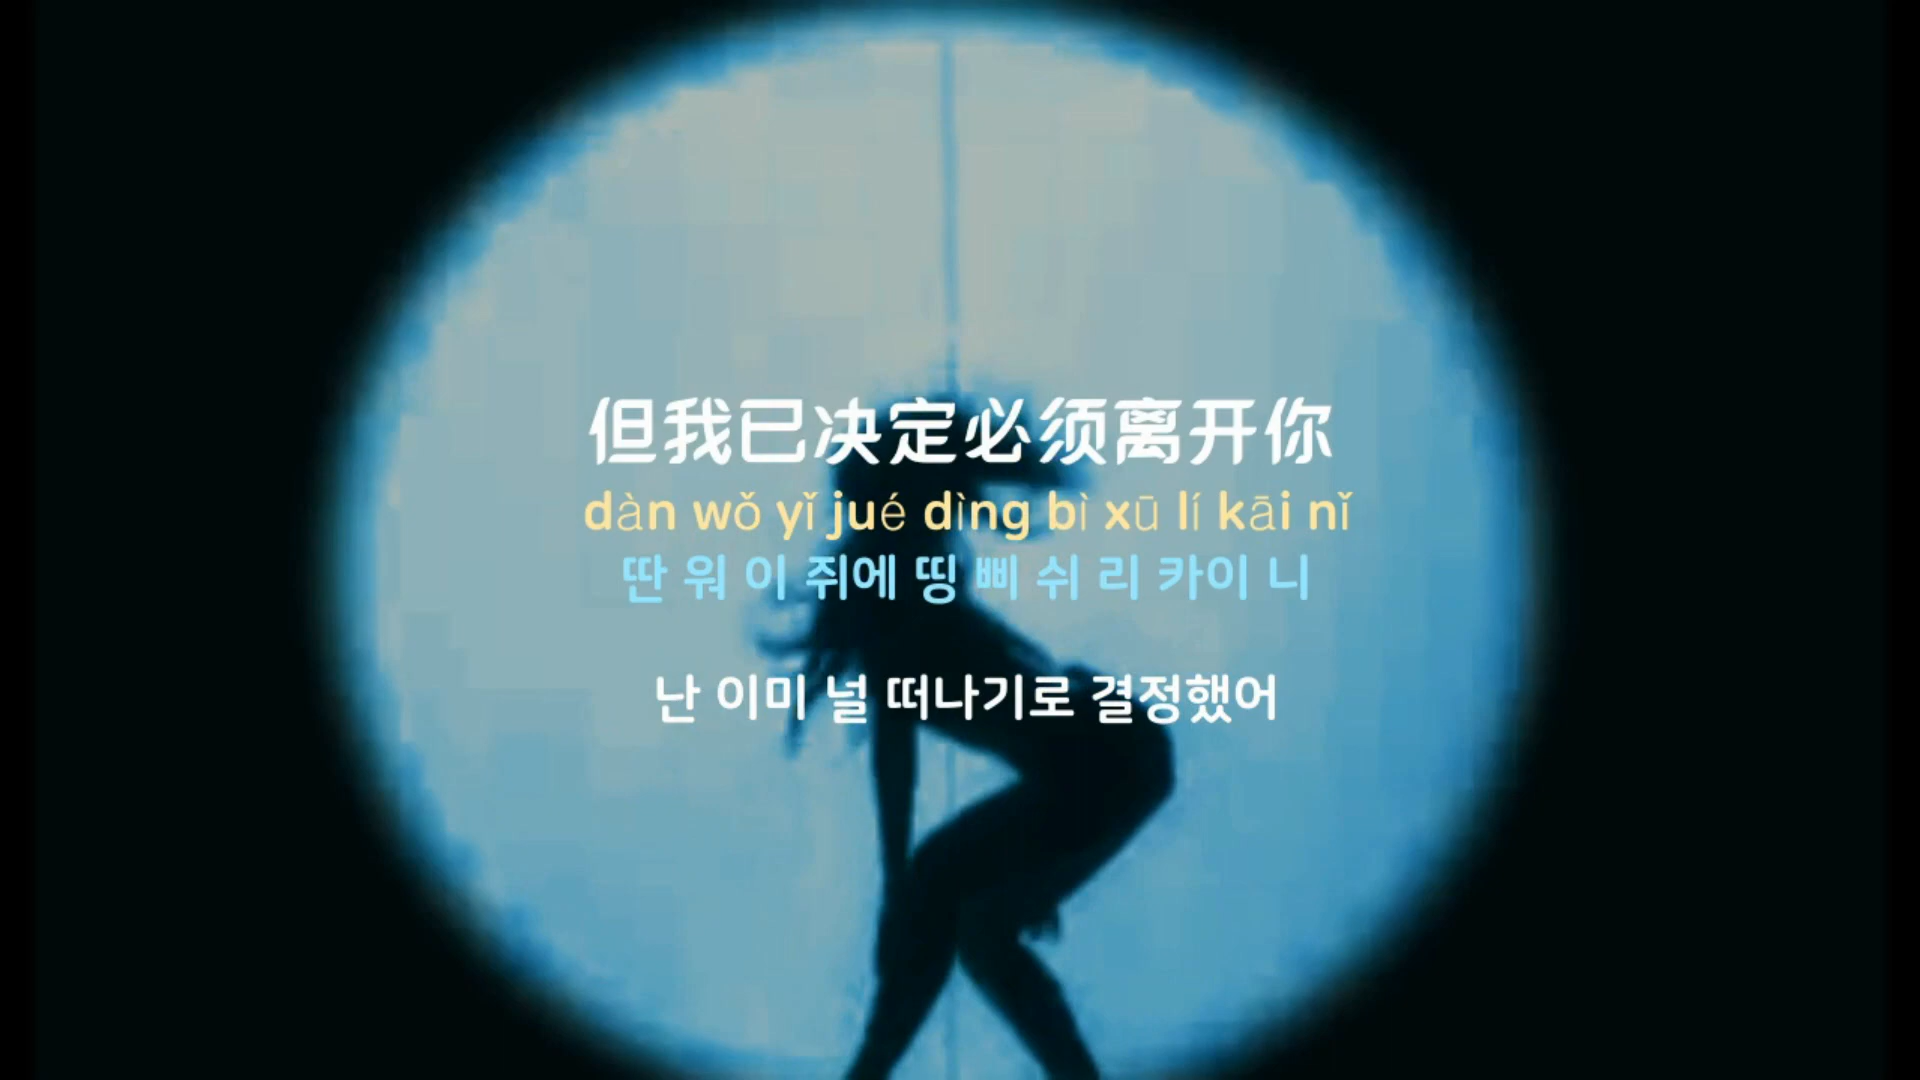 但我已决定必须离开你
dàn wǒ yǐ jué dìng bì xū lí kāi nǐ
딴 워 이 쥐에 띵 삐 쉬 리 카이 니
난 이미 널 떠나기로 결정했어